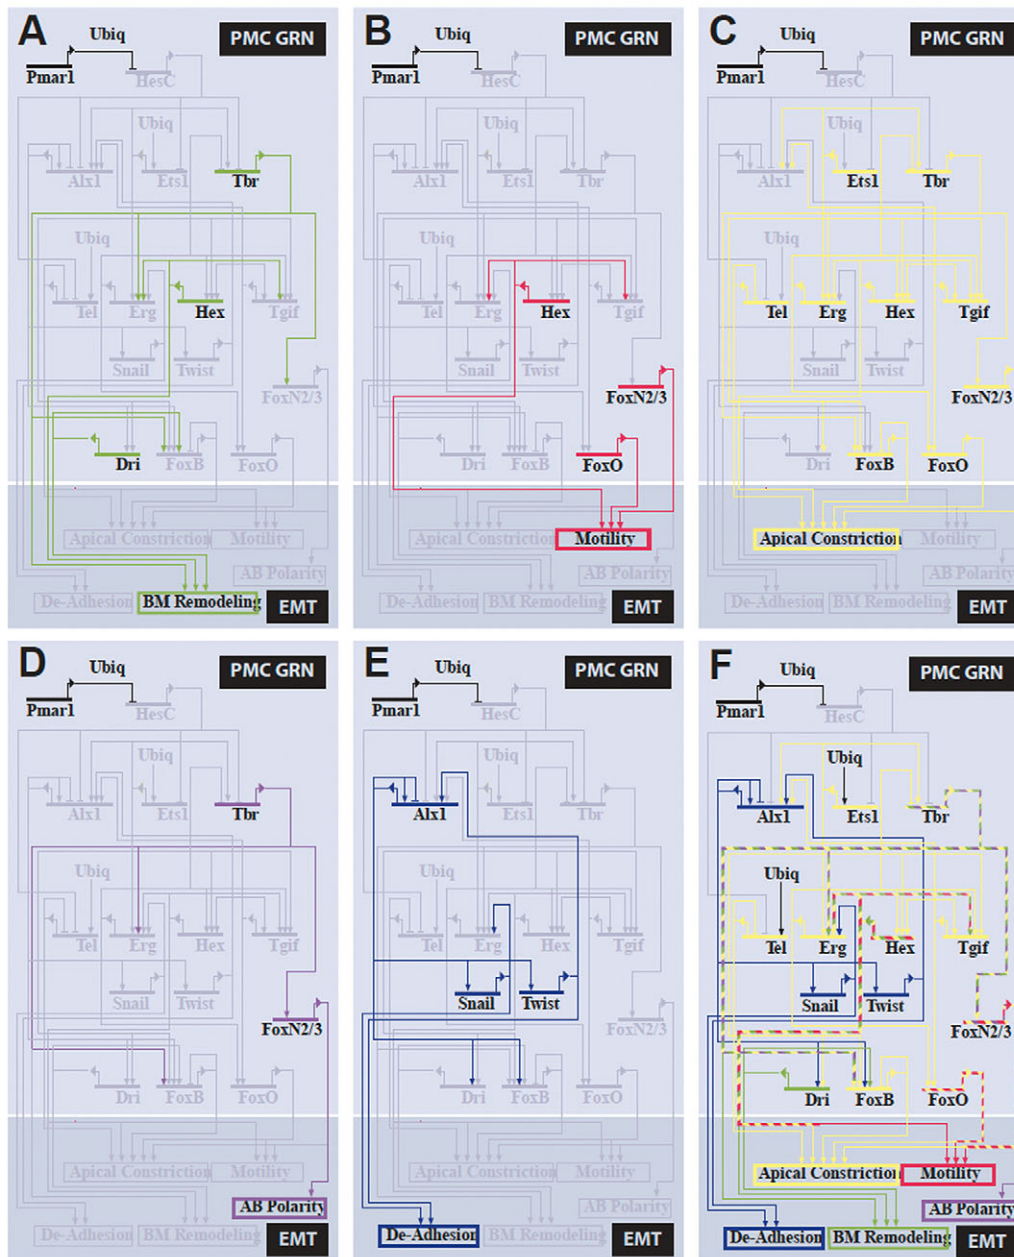 A
Ubiq
PMC GRN
Pmar1
HesC
Ubiq
Alx1
Ets1
Tbr
Ubiq
Tel
Erg
Hex
Tgif
Snail
Twist
FoxN2/3
Dri
FoxB
FoxO
Apical Constriction
Motility
AB Polarity
De-Adhesion
BM Remodeling
EMT
B
Ubiq
PMC GRN
Pmar1
HesC
Ubiq
Alx1
Ets1
Tbr
Ubiq
Tel
Erg
Hex
Tgif
Snail
Twist
FoxN2/3
Dri
FoxB
FoxO
Apical Constriction
Motility
AB Polarity
De-Adhesion
BM Remodeling
EMT
C
Ubiq
PMC GRN
Pmar1
HesC
Ubiq
Alx1
Ets1
Tbr
Ubiq
Tel
Erg
Hex
Tgif
Snail
Twist
FoxN2/3
Dri
FoxB
FoxO
Apical Constriction
Motility
AB Polarity
De-Adhesion
BM Remodeling
EMT
D
Ubiq
PMC GRN
Pmar1
HesC
Ubiq
Alx1
Ets1
Tbr
Ubiq
Tel
Erg
Hex
Tgif
Snail
Twist
FoxN2/3
Dri
FoxB
FoxO
Apical Constriction
Motility
AB Polarity
De-Adhesion
BM Remodeling
EMT
E
Ubiq
PMC GRN
Pmar1
HesC
Ubiq
Alx1
Ets1
Tbr
Ubiq
Tel
Erg
Hex
Tgif
Snail
Twist
FoxN2/3
Dri
FoxB
FoxO
Apical Constriction
Motility
AB Polarity
De-Adhesion
BM Remodeling
EMT
F
Ubiq
PMC GRN
Pmar1
HesC
Ubiq
Alx1
Ets1
Tbr
Ubiq
Tel
Erg
Hex
Tgif
Snail
Twist
FoxN2/3
Dri
FoxB
FoxO
Apical Constriction
Motility
AB Polarity
De-Adhesion
BM Remodeling
EMT